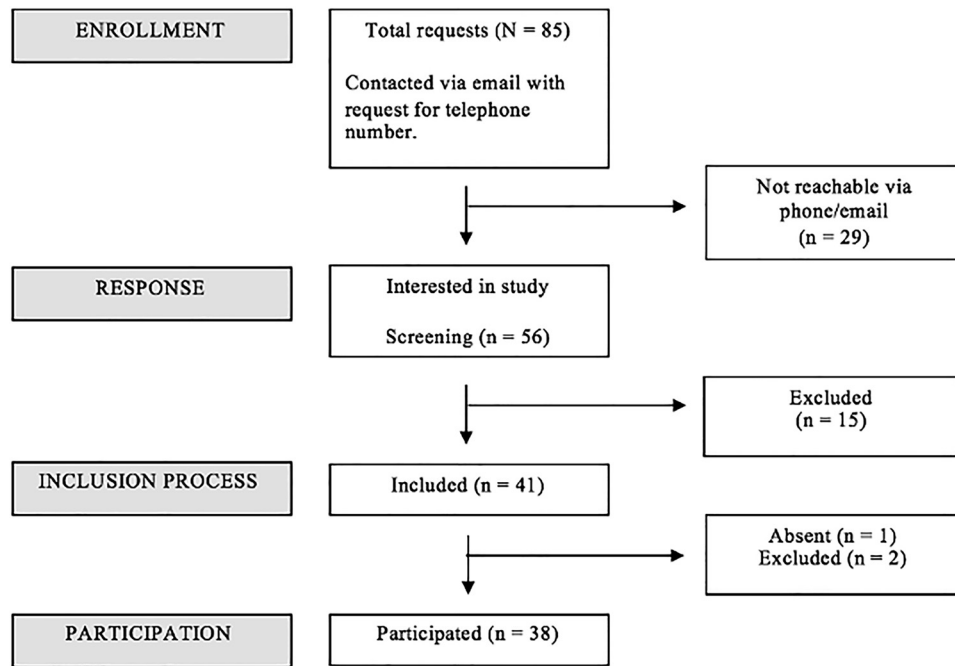 ENROLLMENT
Total requests (N = 85)
Contacted via email with
request for telephone
number.
Not reachable via
phone/email
(n = 29)
RESPONSE
Interested in study
Screening (n = 56)
Excluded
(n = 15)
INCLUSION PROCESS
Included (n = 41)
Absent (n = 1)
Excluded (n = 2)
PARTICIPATION
Participated (n = 38)